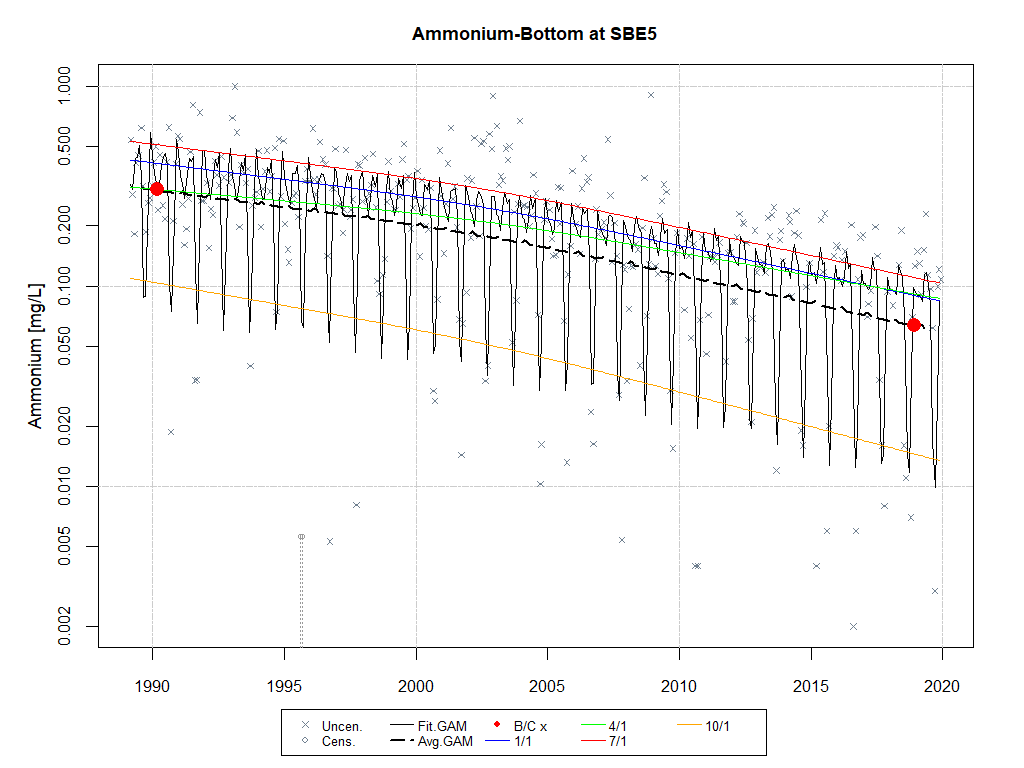 Ammonium-Bottom at SBE5
Ammonium [mg/L]
1.000
0.500
0.200
0.100
0.050
0.020
0.010
0.005
0.002
1990 1995 2000 2005 2010 2015 2020
Uncen. Fit.GAM B/C x 4/1 10/1
Cens. Avg.GAM 1/1 7/1